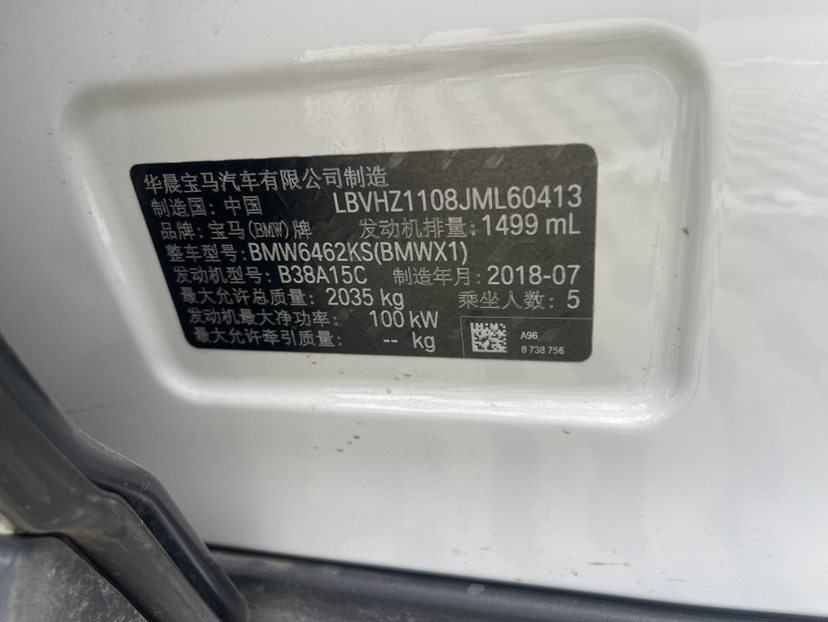 华晨宝马汽车有限公司制造
制造国：中国 LBVHZ1108JML60413
品牌：宝马(BMW)牌 发动机排量：1499 mL
整车型号：BMW6462KS(BMWX1)
发动机型号：B38A15C 制造年月：2018-07
最大允许总质量：2035 kg 乘坐人数：5
发动机最大净功率：100 kW
最大允许牵引质量：-- kg
A96
8 738 756